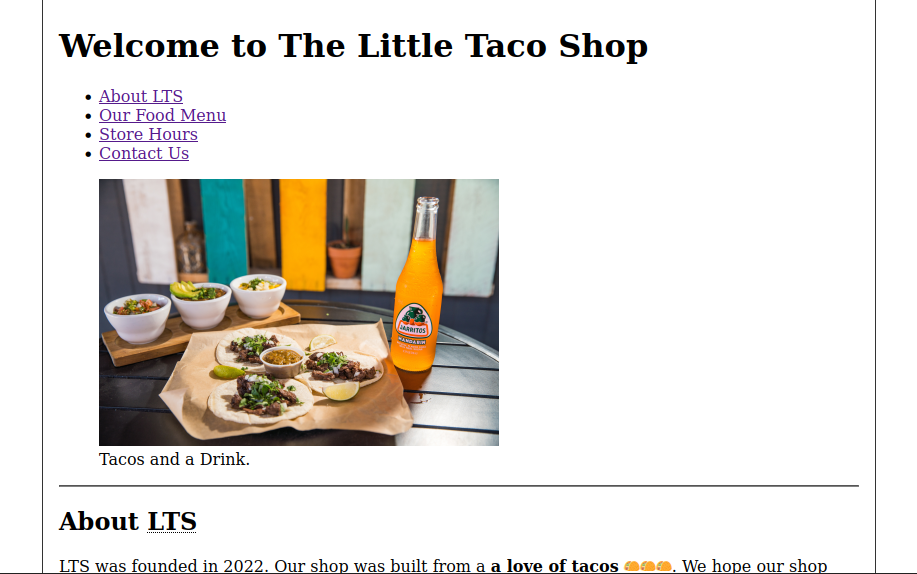 Welcome to The Little Taco Shop
About LTS
Our Food Menu
Store Hours
Contact Us
JARRITOS
MANDARIN
Tacos and a Drink.
About LTS
LTS was founded in 2022. Our shop was built from a a love of tacos 🌮🌮🌮. We hope our shop